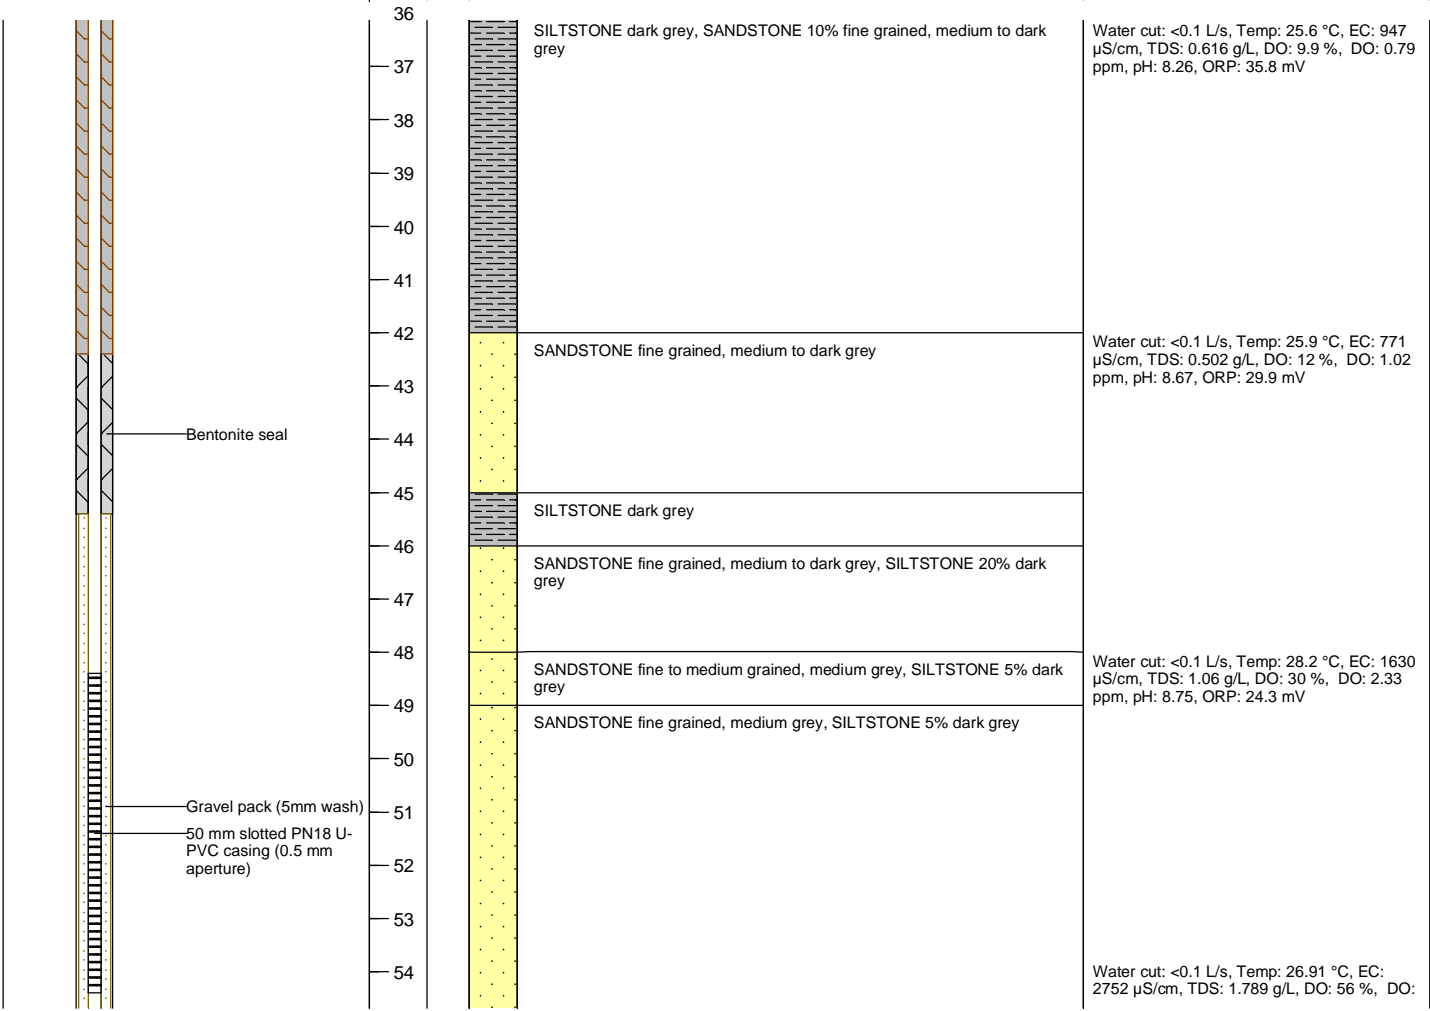 36
SILTSTONE dark grey, SANDSTONE 10% fine grained, medium to dark
grey
Water cut: <0.1 L/s, Temp: 25.6 °C, EC: 947
µS/cm, TDS: 0.616 g/L, DO: 9.9 %, DO: 0.79
ppm, pH: 8.26, ORP: 35.8 mV
37
38
39
40
41
42
SANDSTONE fine grained, medium to dark grey
Water cut: <0.1 L/s, Temp: 25.9 °C, EC: 771
µS/cm, TDS: 0.502 g/L, DO: 12 %, DO: 1.02
ppm, pH: 8.67, ORP: 29.9 mV
43
Bentonite seal
44
45
SILTSTONE dark grey
46
SANDSTONE fine grained, medium to dark grey, SILTSTONE 20% dark
grey
47
48
SANDSTONE fine to medium grained, medium grey, SILTSTONE 5% dark
grey
Water cut: <0.1 L/s, Temp: 28.2 °C, EC: 1630
µS/cm, TDS: 1.06 g/L, DO: 30 %, DO: 2.33
ppm, pH: 8.75, ORP: 24.3 mV
49
SANDSTONE fine grained, medium grey, SILTSTONE 5% dark grey
50
Gravel pack (5mm wash)
51
50 mm slotted PN18 U-
PVC casing (0.5 mm
aperture)
52
53
54
Water cut: <0.1 L/s, Temp: 26.91 °C, EC:
2752 µS/cm, TDS: 1.789 g/L, DO: 56 %, DO: